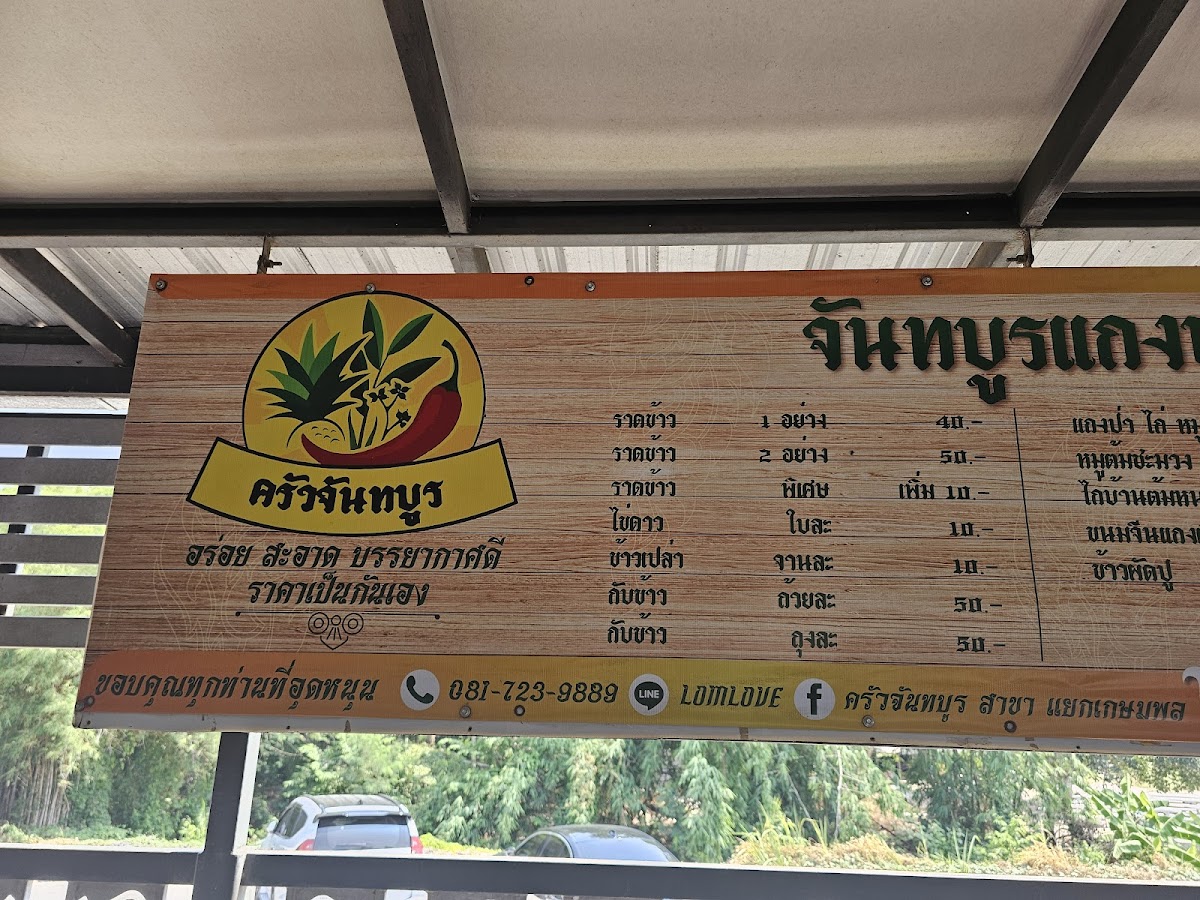 ครัวจันทบูร
อร่อย สะอาด บรรยากาศดี
ราคาเป็นกันเอง
จันทบูรแกง
ราดข้าว 1 อย่าง 40.-
ราดข้าว 2 อย่าง 50.-
ราดข้าว พิเศษ เพิ่ม 10.-
ไข่ดาว ใบละ 10.-
ข้าวเปล่า จานละ 10.-
กับข้าว ถ้วยละ 50.-
กับข้าว ถุงละ 50.-
แกงป่า ไก่ หมู
หมูต้มชะมวง
ไก่บ้านต้ม
ขนมจีนแกง
ข้าวผัดปู
ขอบคุณทุกท่านที่อุดหนุน 081-723-9889 LINE LOMLOVE f ครัวจันทบูร สาขา แยกเกษมพล